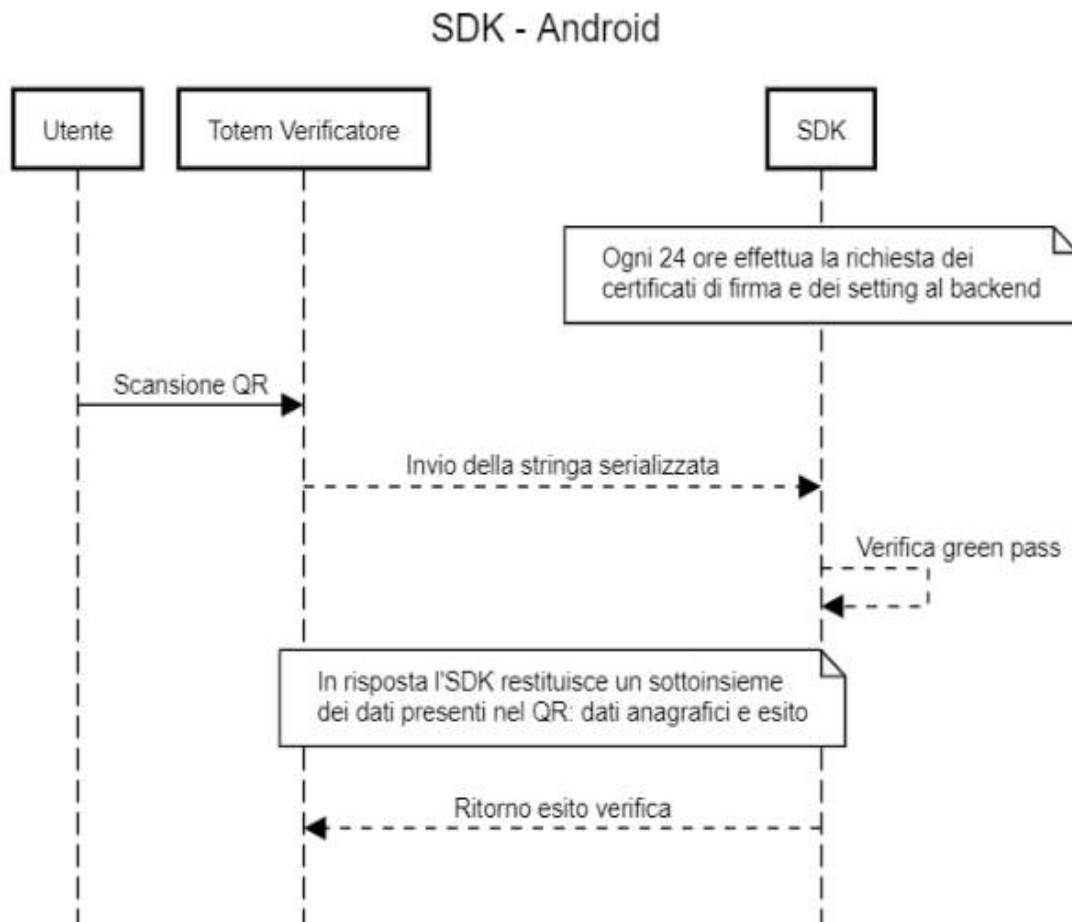 SDK - Android
Utente
Totem Verificatore
SDK
Ogni 24 ore effettua la richiesta dei
certificati di firma e dei setting al backend
Scansione QR
Invio della stringa serializzata
Verifica green pass
In risposta l'SDK restituisce un sottoinsieme
dei dati presenti nel QR: dati anagrafici e esito
Ritorno esito verifica